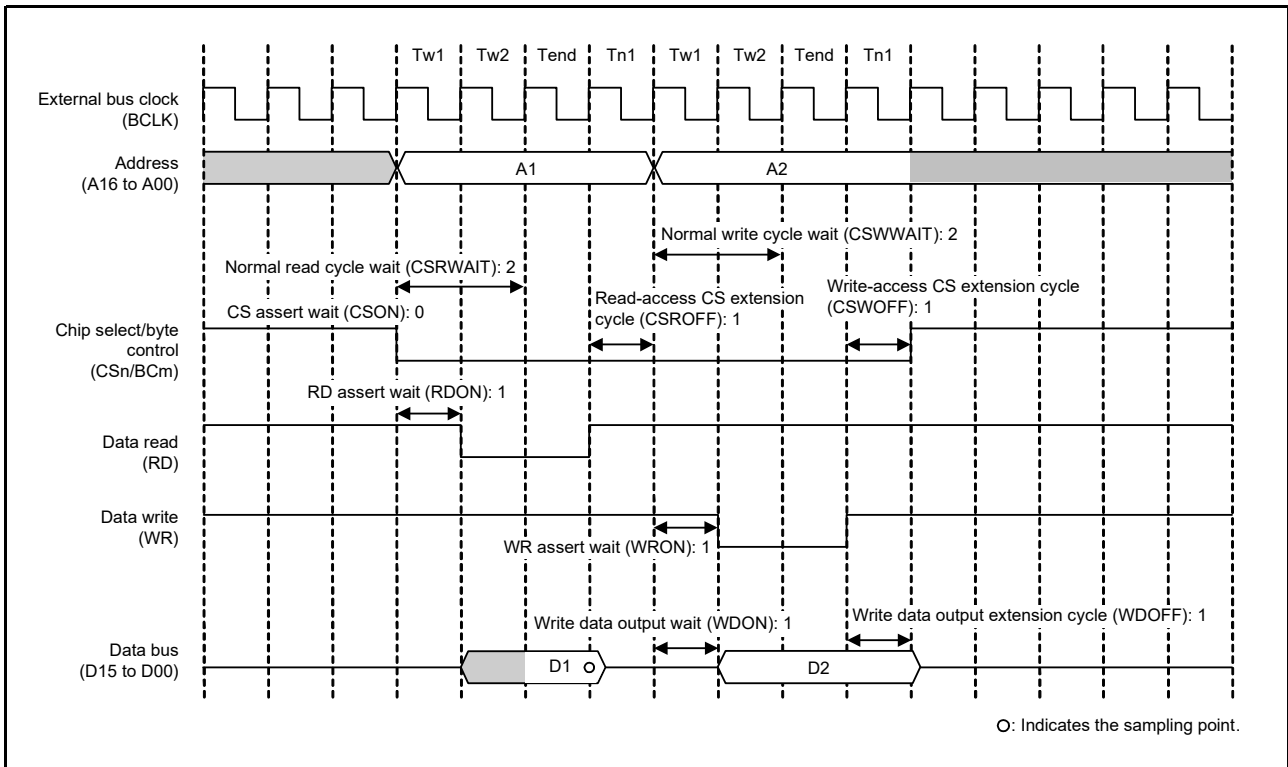 Tw1 Tw2 Tend Tn1 Tw1 Tw2 Tend Tn1
External bus clock
(BCLK)
Address
(A16 to A00)
A1
A2
Normal write cycle wait (CSWWAIT): 2
Normal read cycle wait (CSRWAIT): 2
CS assert wait (CSON): 0
Read-access CS extension
cycle (CSROFF): 1
Write-access CS extension cycle
(CSWOFF): 1
Chip select/byte
control
(CSn/BCm)
RD assert wait (RDON): 1
Data read
(RD)
Data write
(WR)
WR assert wait (WRON): 1
Write data output wait (WDON): 1
Write data output extension cycle (WDOFF): 1
Data bus
(D15 to D00)
D1
D2
O: Indicates the sampling point.